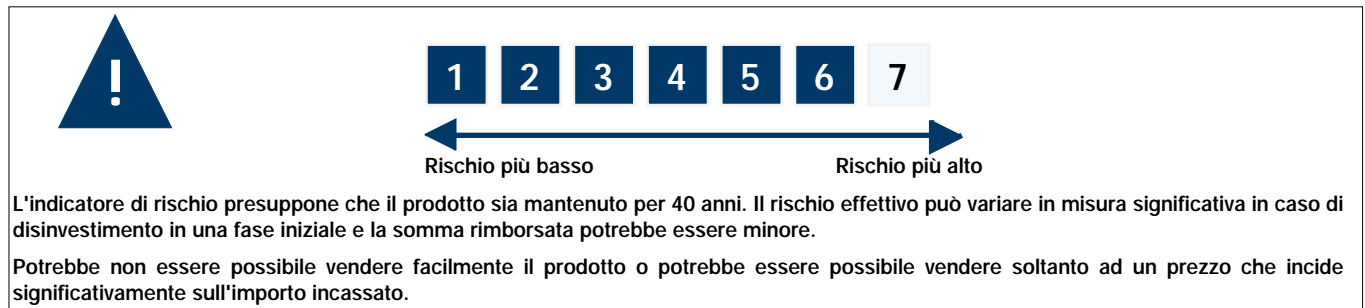 !
1 2 3 4 5 6 7
Rischio più basso Rischio più alto
L'indicatore di rischio presuppone che il prodotto sia mantenuto per 40 anni. Il rischio effettivo può variare in misura significativa in caso di
disinvestimento in una fase iniziale e la somma rimborsata potrebbe essere minore.
Potrebbe non essere possibile vendere facilmente il prodotto o potrebbe essere possibile vendere soltanto ad un prezzo che incide
significativamente sull'importo incassato.